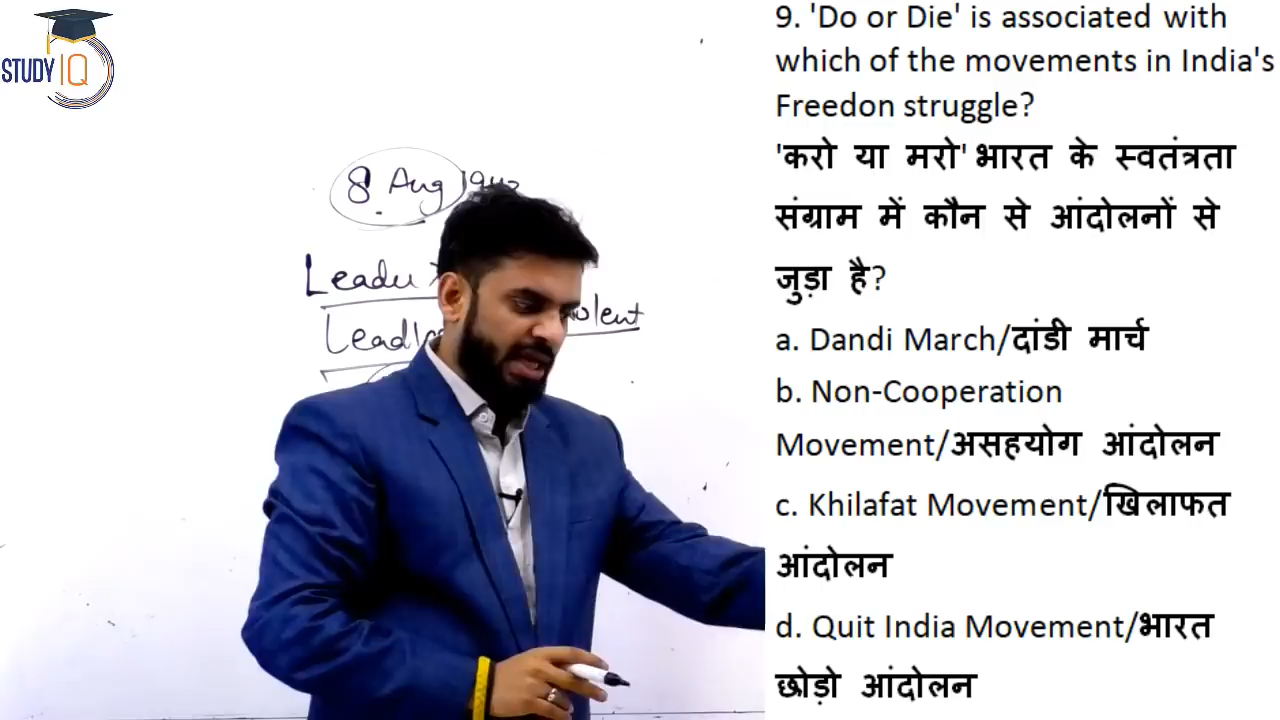 STUDY IQ
9. 'Do or Die' is associated with
which of the movements in India's
Freedon struggle?
'करो या मरो' भारत के स्वतंत्रता
संग्राम में कौन से आंदोलनों से
जुड़ा है?
a. Dandi March/दांडी मार्च
b. Non-Cooperation
Movement/असहयोग आंदोलन
c. Khilafat Movement/खिलाफत
आंदोलन
d. Quit India Movement/भारत
छोड़ो आंदोलन
8 Aug